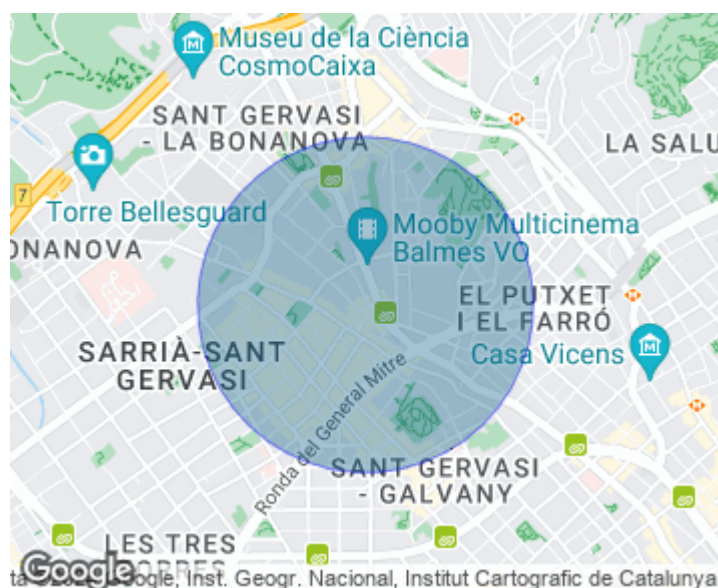 Museu de la Ciència
CosmoCaixa
SANT GERVASI
- LA BONANOVA
LA SALU
Torre Bellesguard
7
Mooby Multicinema
Balmes VO
ONANOVA
EL PUTXET
I EL FARRÓ
SARRIÀ-SANT
GERVASI
Casa Vicens
Ronda del General Mitre
SANT GERVASI
- GALVANY
LES TRES
Google
Google, Inst. Geogr. Nacional, Institut Cartografic de Catalunya